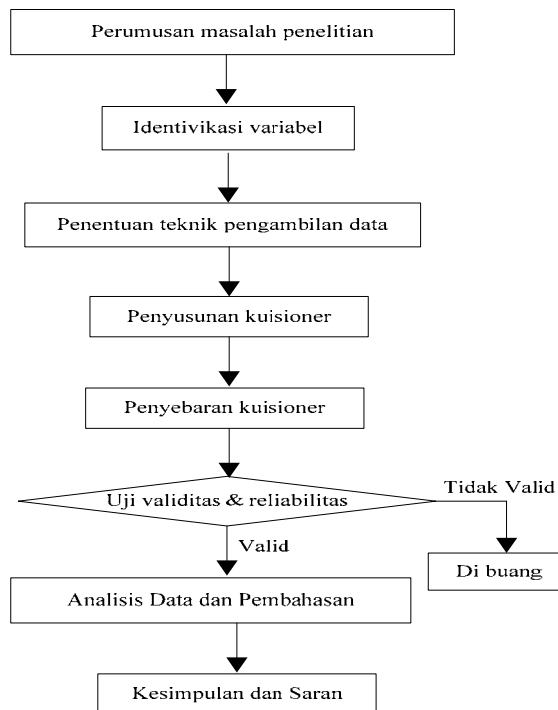 Perumusan masalah penelitian
Identivikasi variabel
Penentuan teknik pengambilan data
Penyusunan kuisioner
Penyebaran kuisioner
Uji validitas & reliabilitas
Tidak Valid
Valid
Di buang
Analisis Data dan Pembahasan
Kesimpulan dan Saran